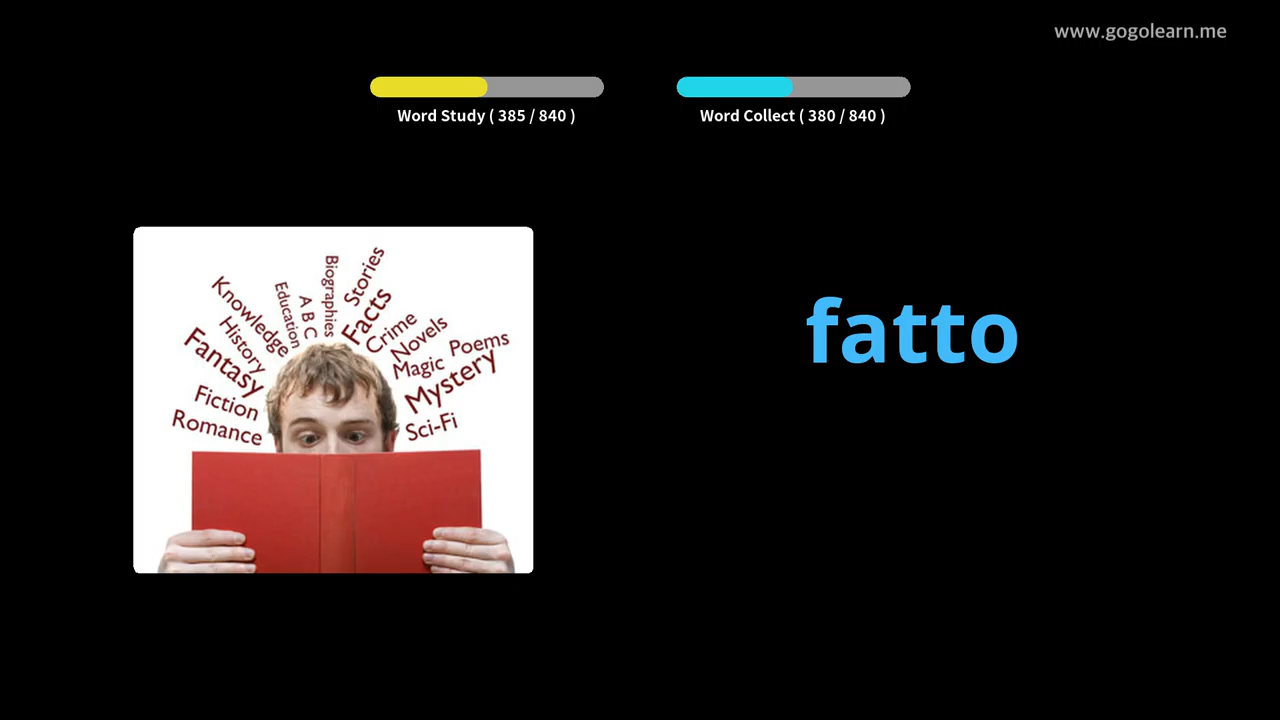 www.gogolearn.me
Word Study ( 385 / 840 )
Word Collect ( 380 / 840 )
Biographies
Stories
Facts
A B C
Education
Knowledge
History
Fantasy
Fiction
Romance
Crime
Novels
Poems
Magic
Mystery
Sci-Fi
fatto